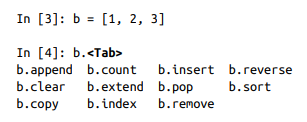 In [3]: b = [1, 2, 3]
In [4]: b.<Tab>
b.append b.count b.insert b.reverse
b.clear b.extend b.pop b.sort
b.copy b.index b.remove